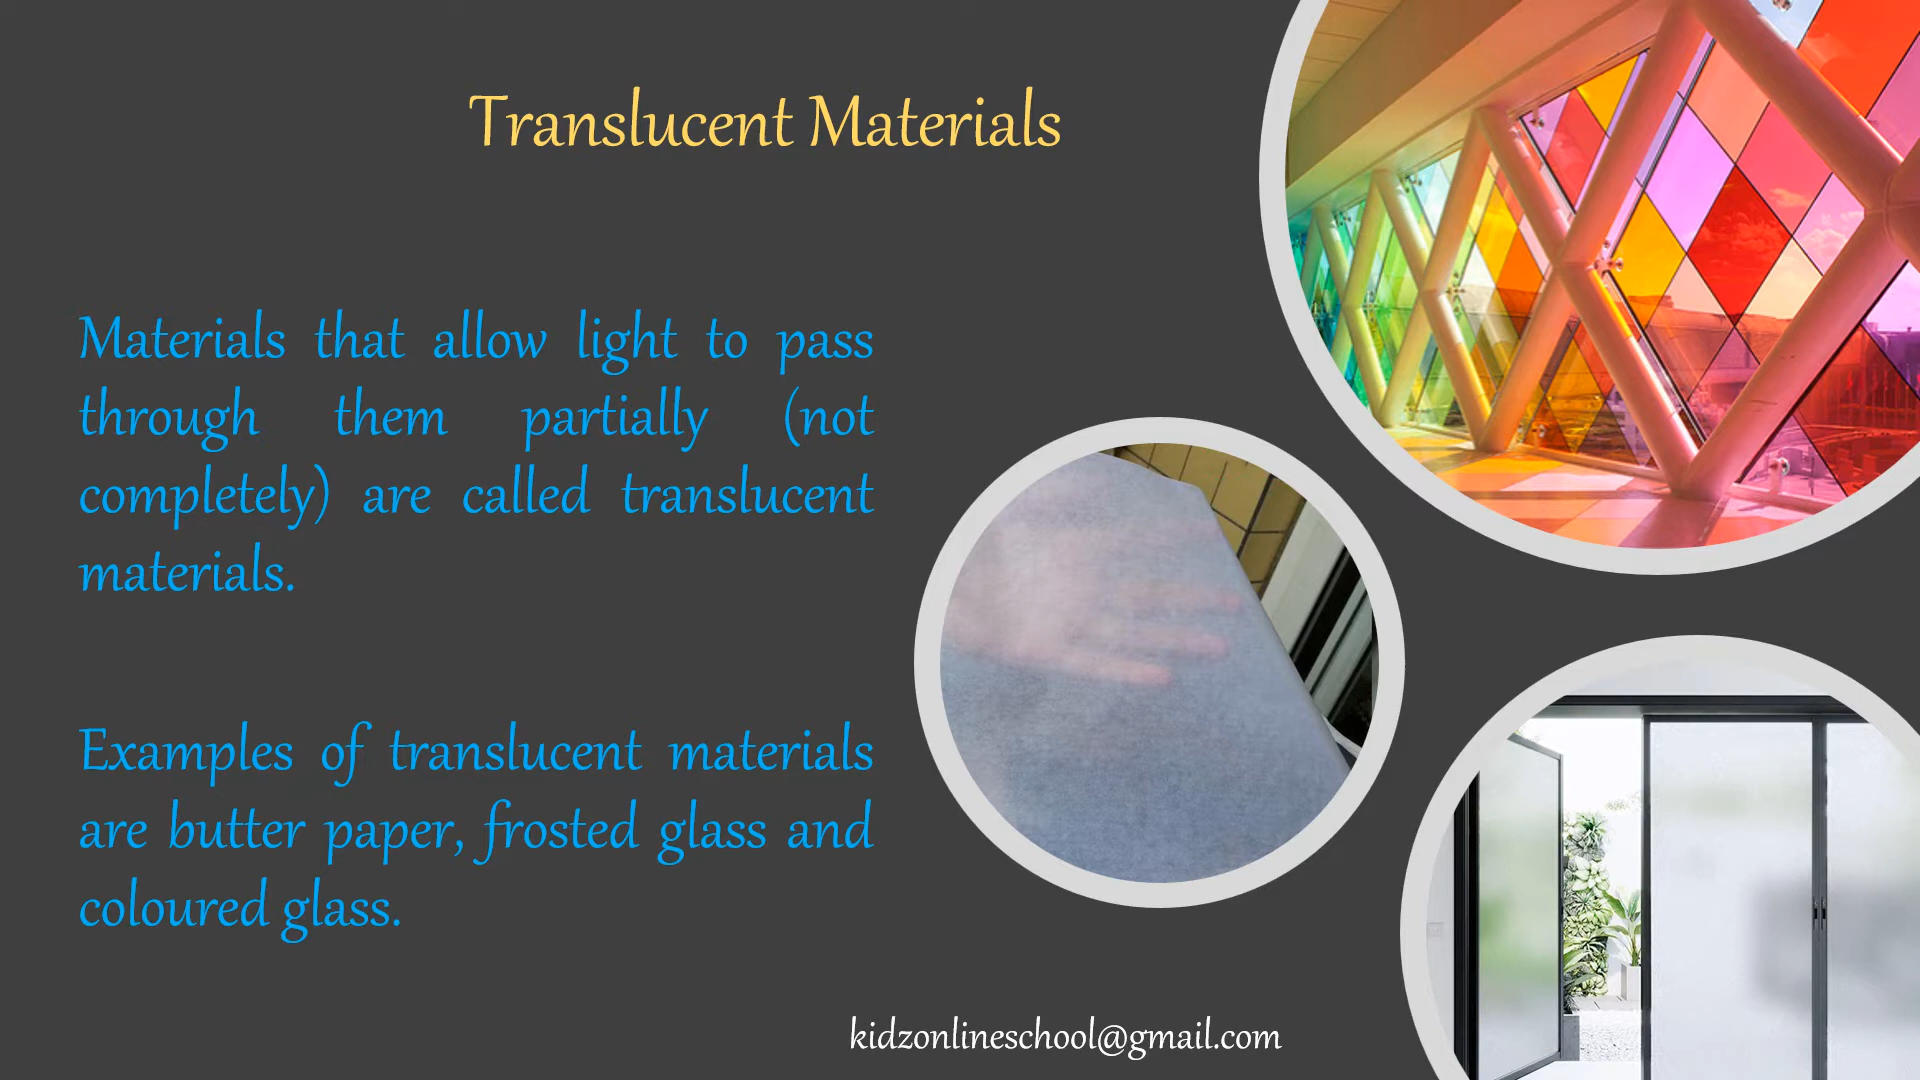 Translucent Materials
Materials that allow light to pass
through them partially (not
completely) are called translucent
materials.
Examples of translucent materials
are butter paper, frosted glass and
coloured glass.
kidzonlineschool@gmail.com